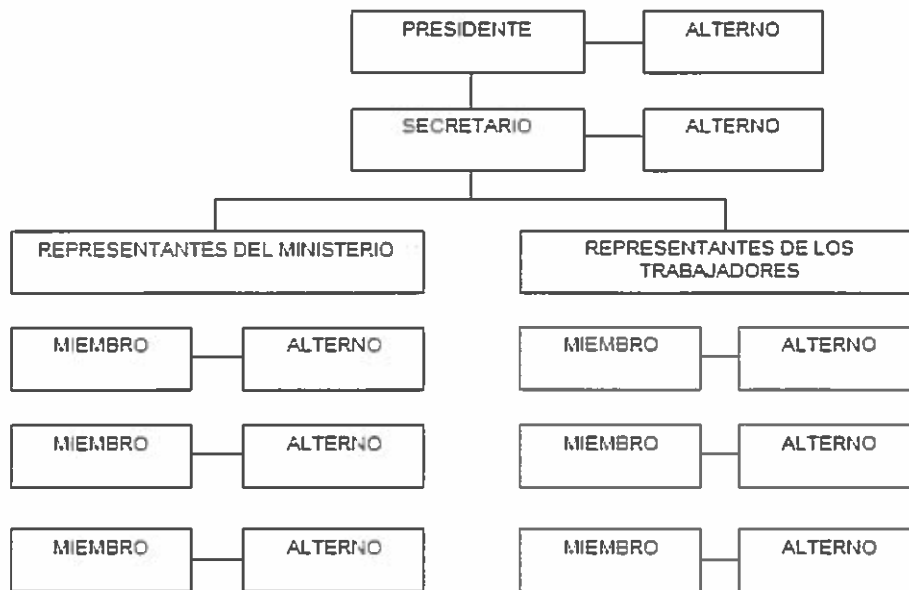 PRESIDENTE
ALTERNO
SECRETARIO
ALTERNO
REPRESENTANTES DEL MINISTERIO
REPRESENTANTES DE LOS
TRABAJADORES
MIEMBRO
ALTERNO
MIEMBRO
ALTERNO
MIEMBRO
ALTERNO
MIEMBRO
ALTERNO
MIEMBRO
ALTERNO
MIEMBRO
ALTERNO